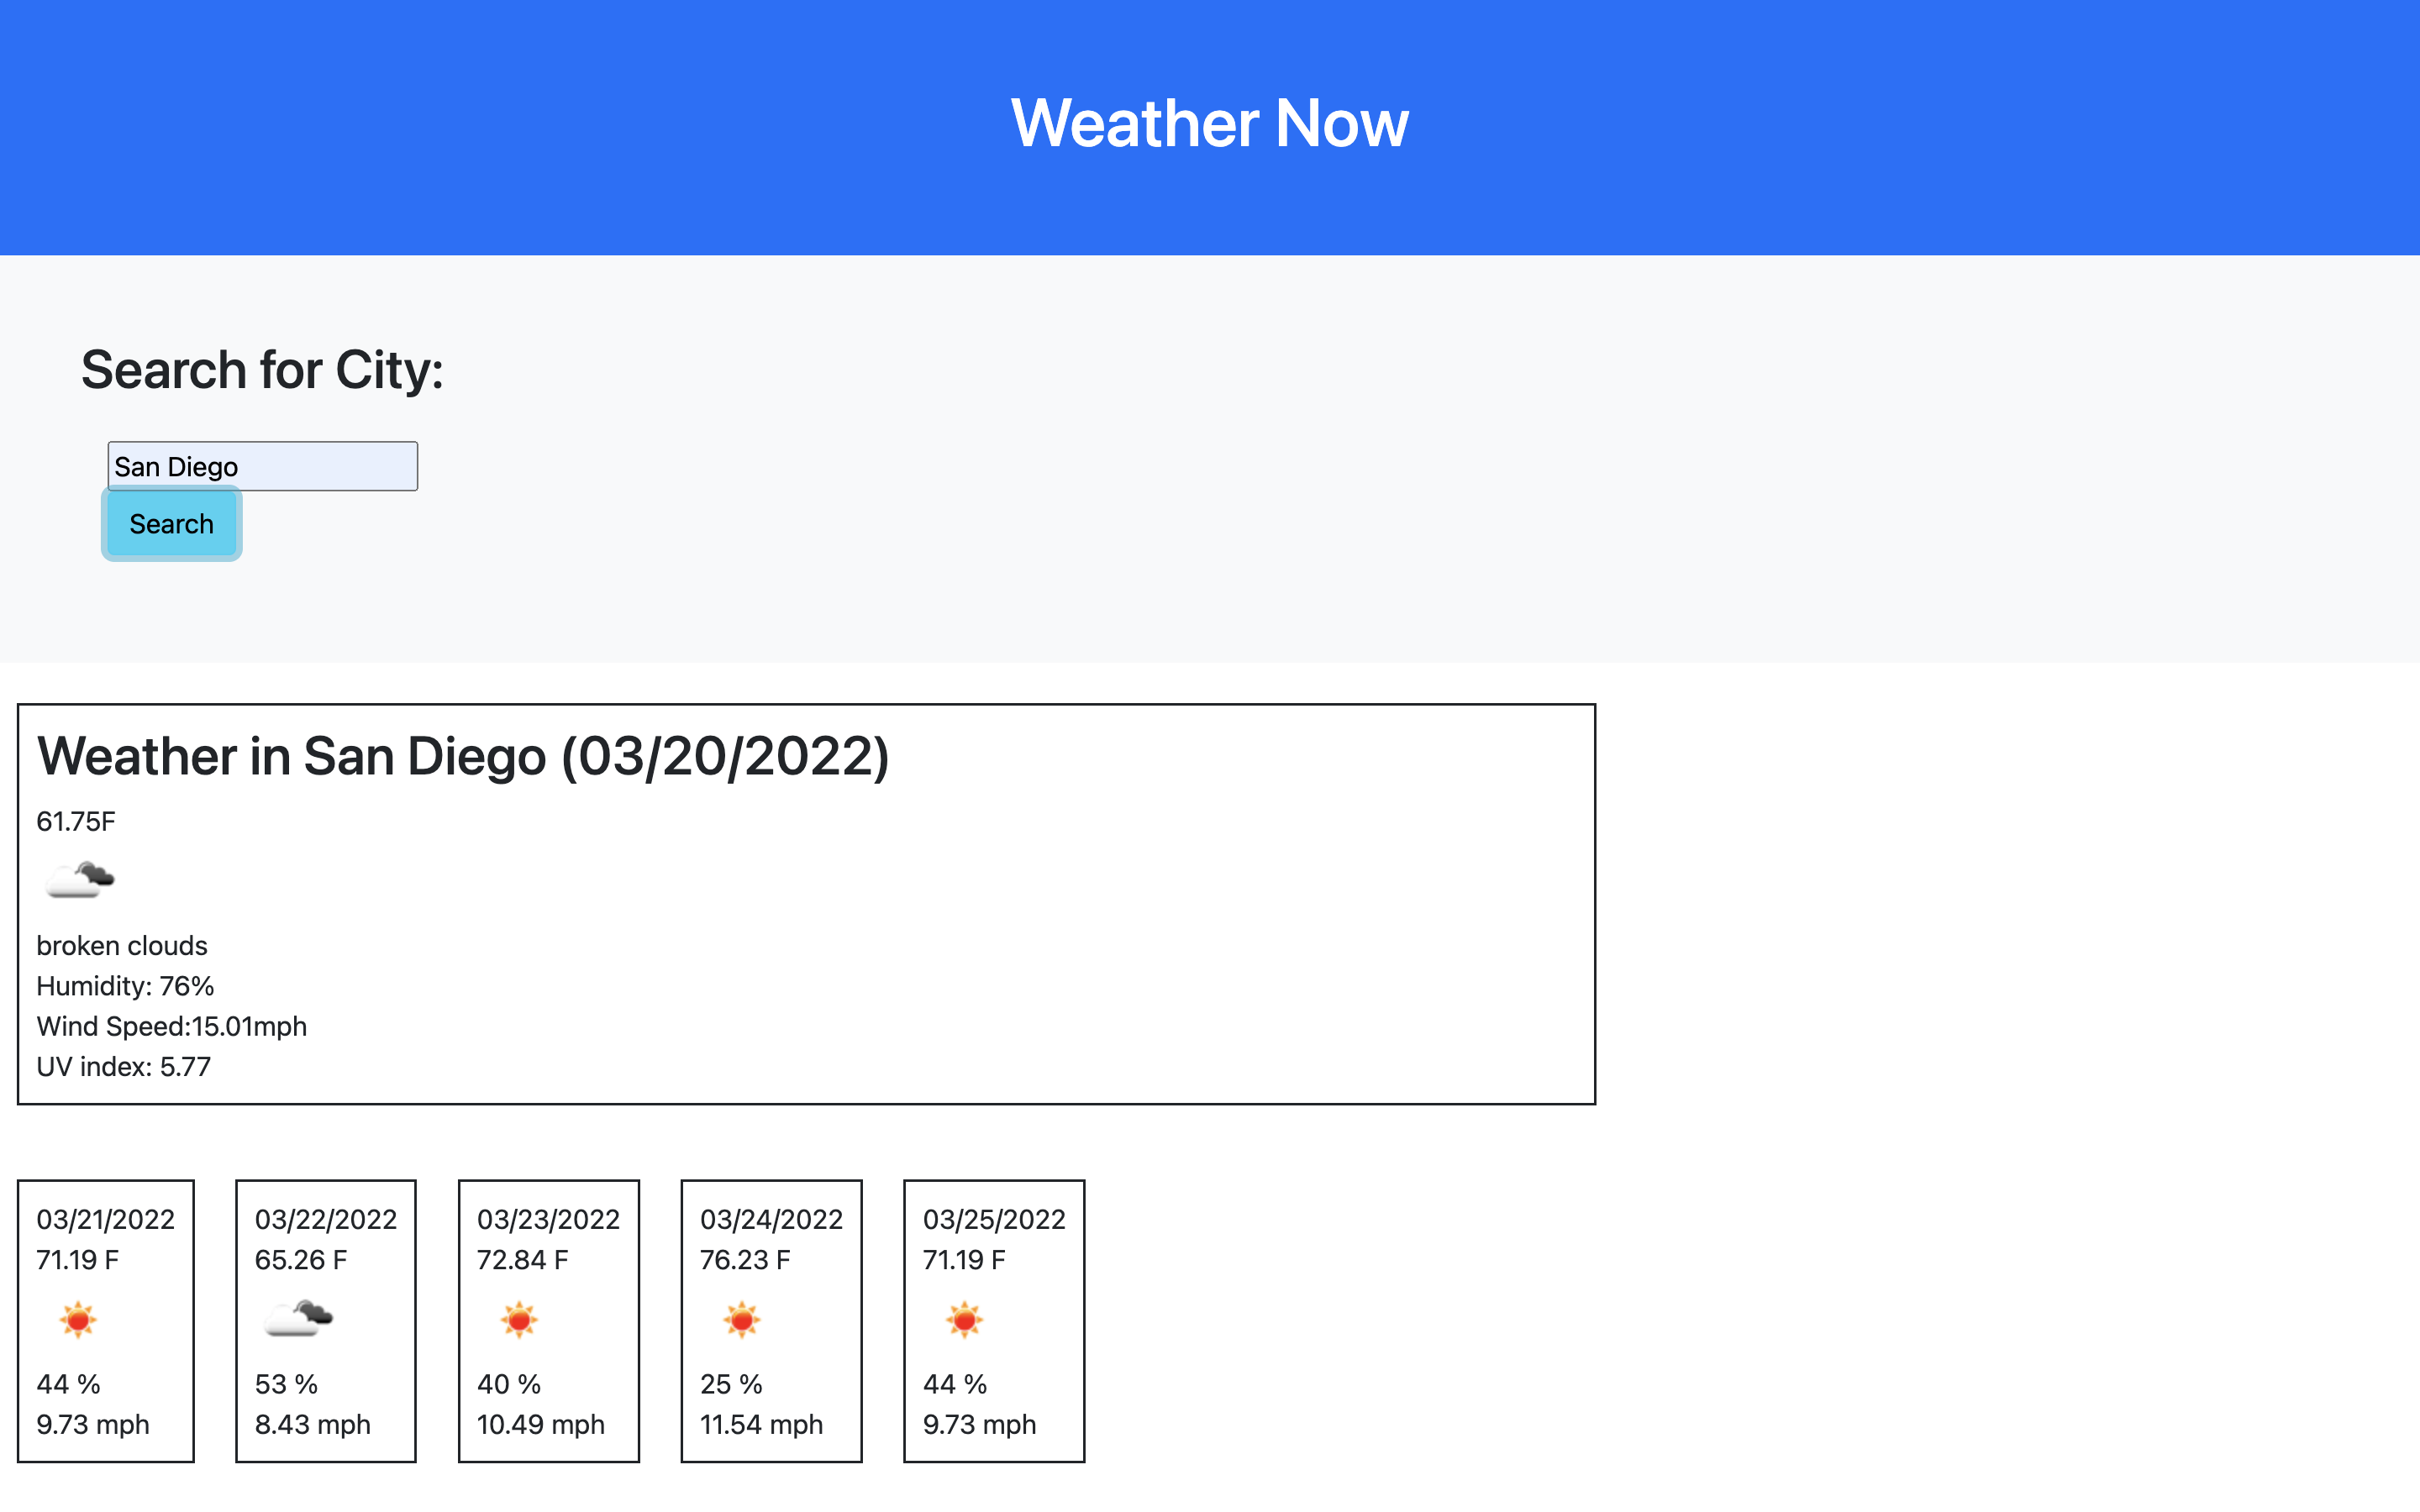 Weather Now
Search for City:
San Diego
Search
Weather in San Diego (03/20/2022)
61.75F
broken clouds
Humidity: 76%
Wind Speed:15.01mph
UV index: 5.77
03/21/2022
71.19 F
44 %
9.73 mph
03/22/2022
65.26 F
53 %
8.43 mph
03/23/2022
72.84 F
40 %
10.49 mph
03/24/2022
76.23 F
25 %
11.54 mph
03/25/2022
71.19 F
44 %
9.73 mph